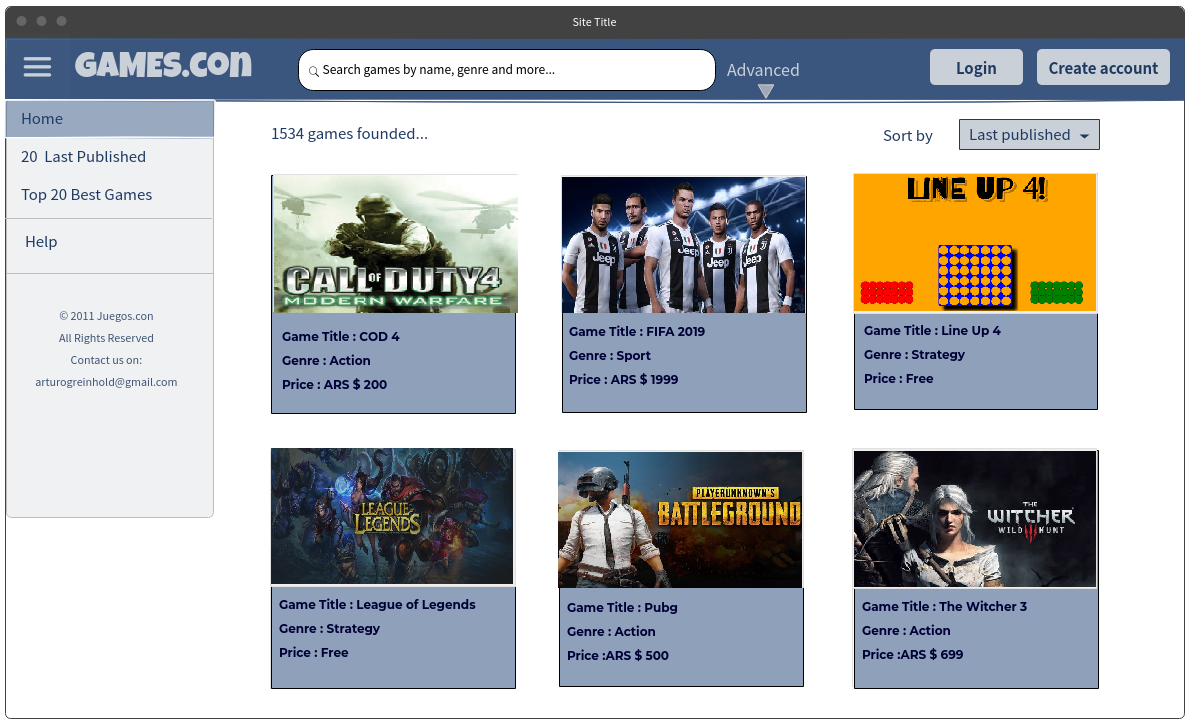 Site Title
GAMES.con
Search games by name, genre and more...
Advanced
Login
Create account
Home
20 Last Published
Top 20 Best Games
Help
© 2011 Juegos.con
All Rights Reserved
Contact us on:
arturogreinhold@gmail.com
1534 games founded...
Sort by
Last published
CALL OF DUTY 4
MODERN WARFARE
Game Title : COD 4
Genre : Action
Price : ARS $ 200
Jeep
Jeep
Jeep
Jeep
Game Title : FIFA 2019
Genre : Sport
Price : ARS $ 1999
LINE UP 4!
Game Title : Line Up 4
Genre : Strategy
Price : Free
LEAGUE
OF
LEGENDS
Game Title : League of Legends
Genre : Strategy
Price : Free
PLAYERUNKNOWN'S
BATTLEGROUND
Game Title : Pubg
Genre : Action
Price :ARS $ 500
THE
WITCHER
WILD HUNT
Game Title : The Witcher 3
Genre : Action
Price :ARS $ 699